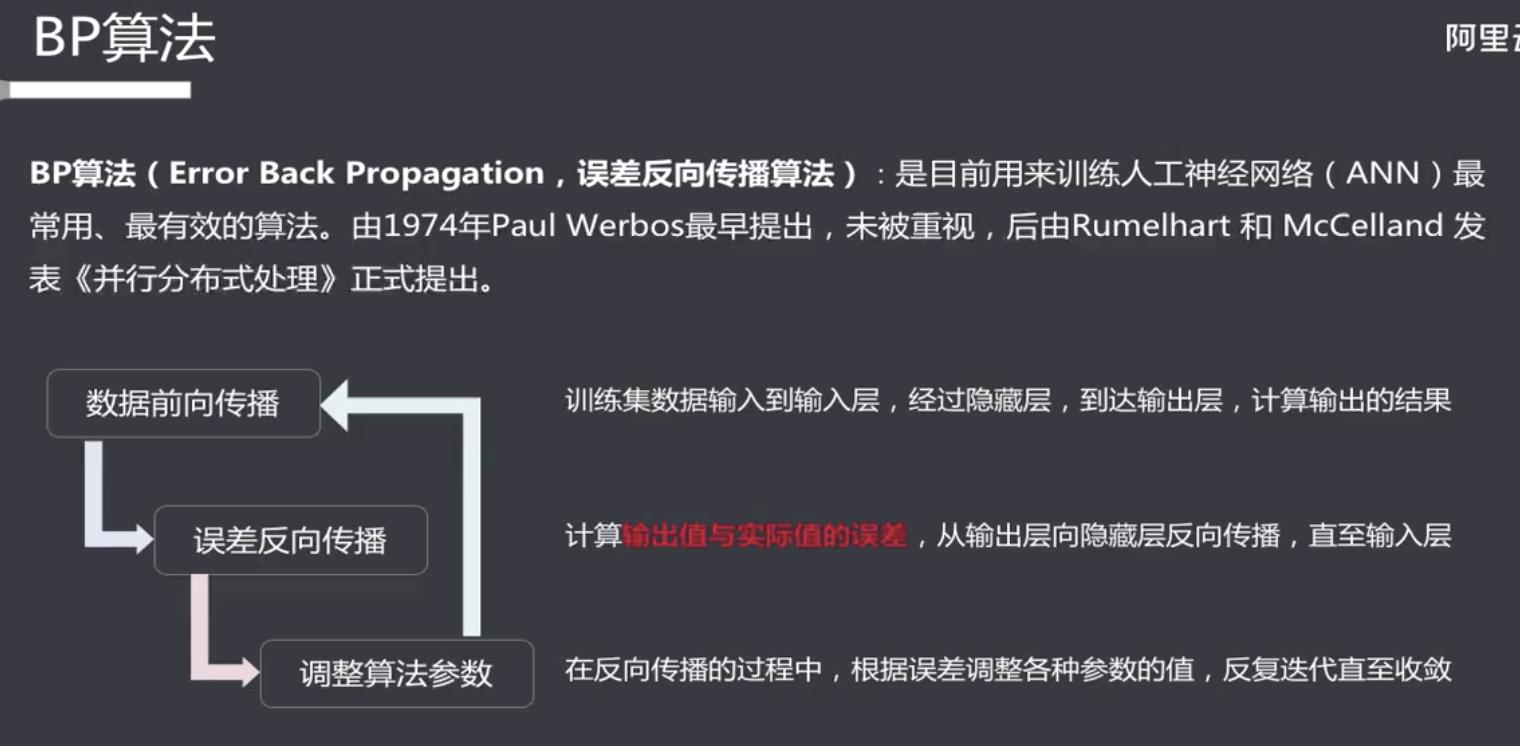 BP算法
阿里
BP算法（Error Back Propagation，误差反向传播算法）：是目前用来训练人工神经网络（ANN）最
常用、最有效的算法。由1974年Paul Werbos最早提出，未被重视，后由Rumelhart 和 McCelland 发
表《并行分布式处理》正式提出。
数据前向传播
训练集数据输入到输入层，经过隐藏层，到达输出层，计算输出的结果
误差反向传播
计算输出值与实际值的误差，从输出层向隐藏层反向传播，直至输入层
调整算法参数
在反向传播的过程中，根据误差调整各种参数的值，反复迭代直至收敛